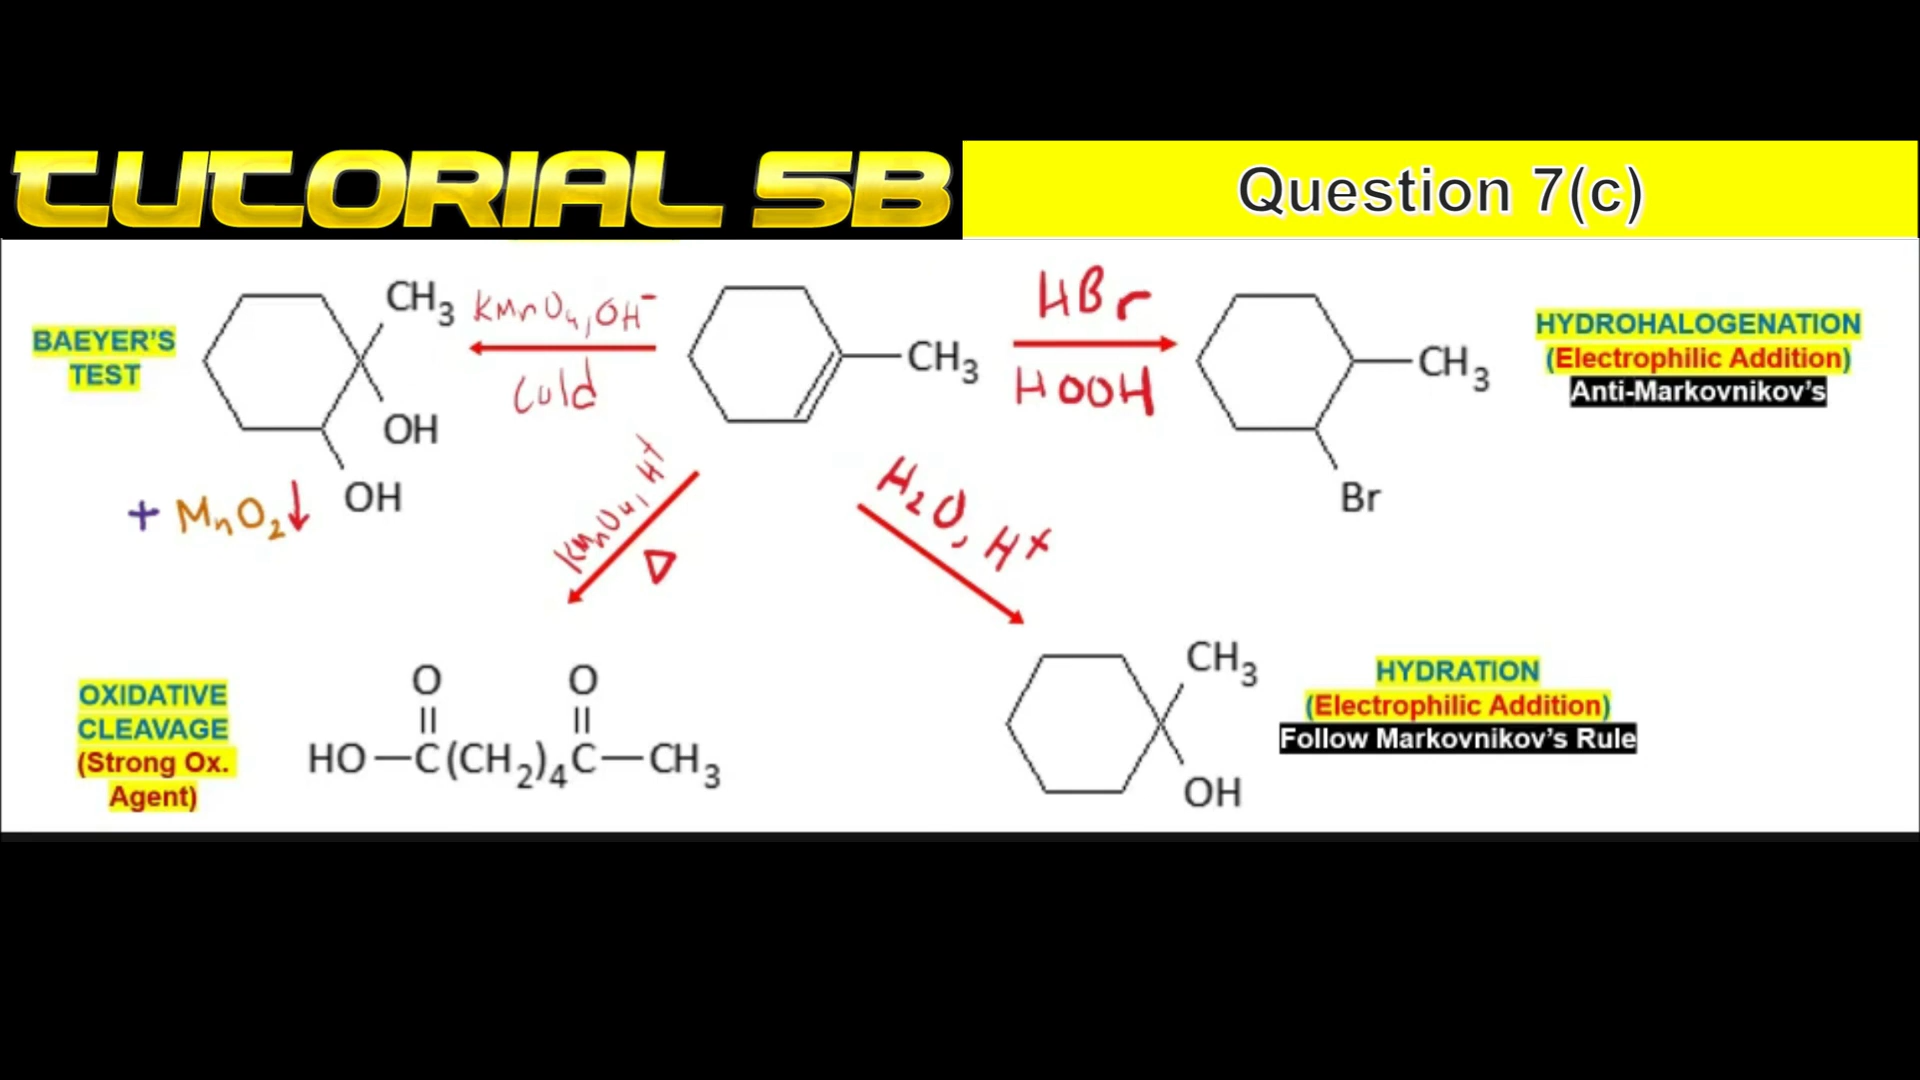 TUTORIAL 5B
Question 7(c)
BAEYER'S
TEST
CH3
OH
OH
+ MnO2↓
KMnO4, OH-
cold
CH3
HBr
HOOH
CH3
Br
HYDROHALOGENATION
(Electrophilic Addition)
Anti-Markovnikov's
KMnO4, H+
Δ
H2O, H+
OXIDATIVE
CLEAVAGE
(Strong Ox.
Agent)
O O
HO—C(CH2)4C—CH3
CH3
OH
HYDRATION
(Electrophilic Addition)
Follow Markovnikov's Rule